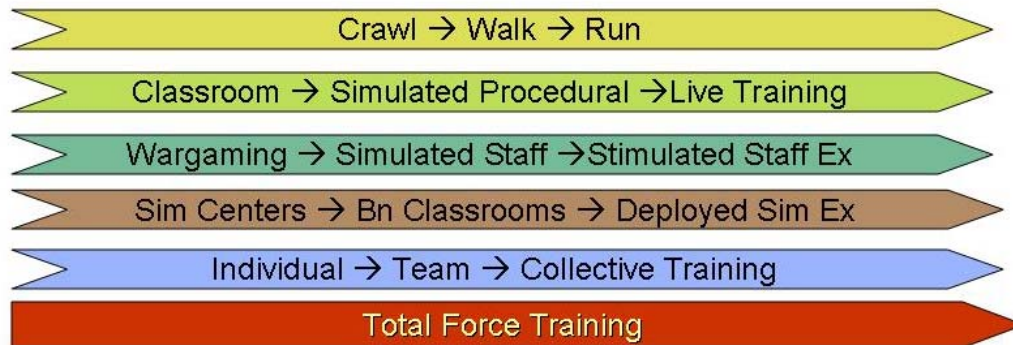 Crawl → Walk → Run
Classroom → Simulated Procedural →Live Training
Wargaming → Simulated Staff →Stimulated Staff Ex
Sim Centers → Bn Classrooms → Deployed Sim Ex
Individual → Team → Collective Training
Total Force Training